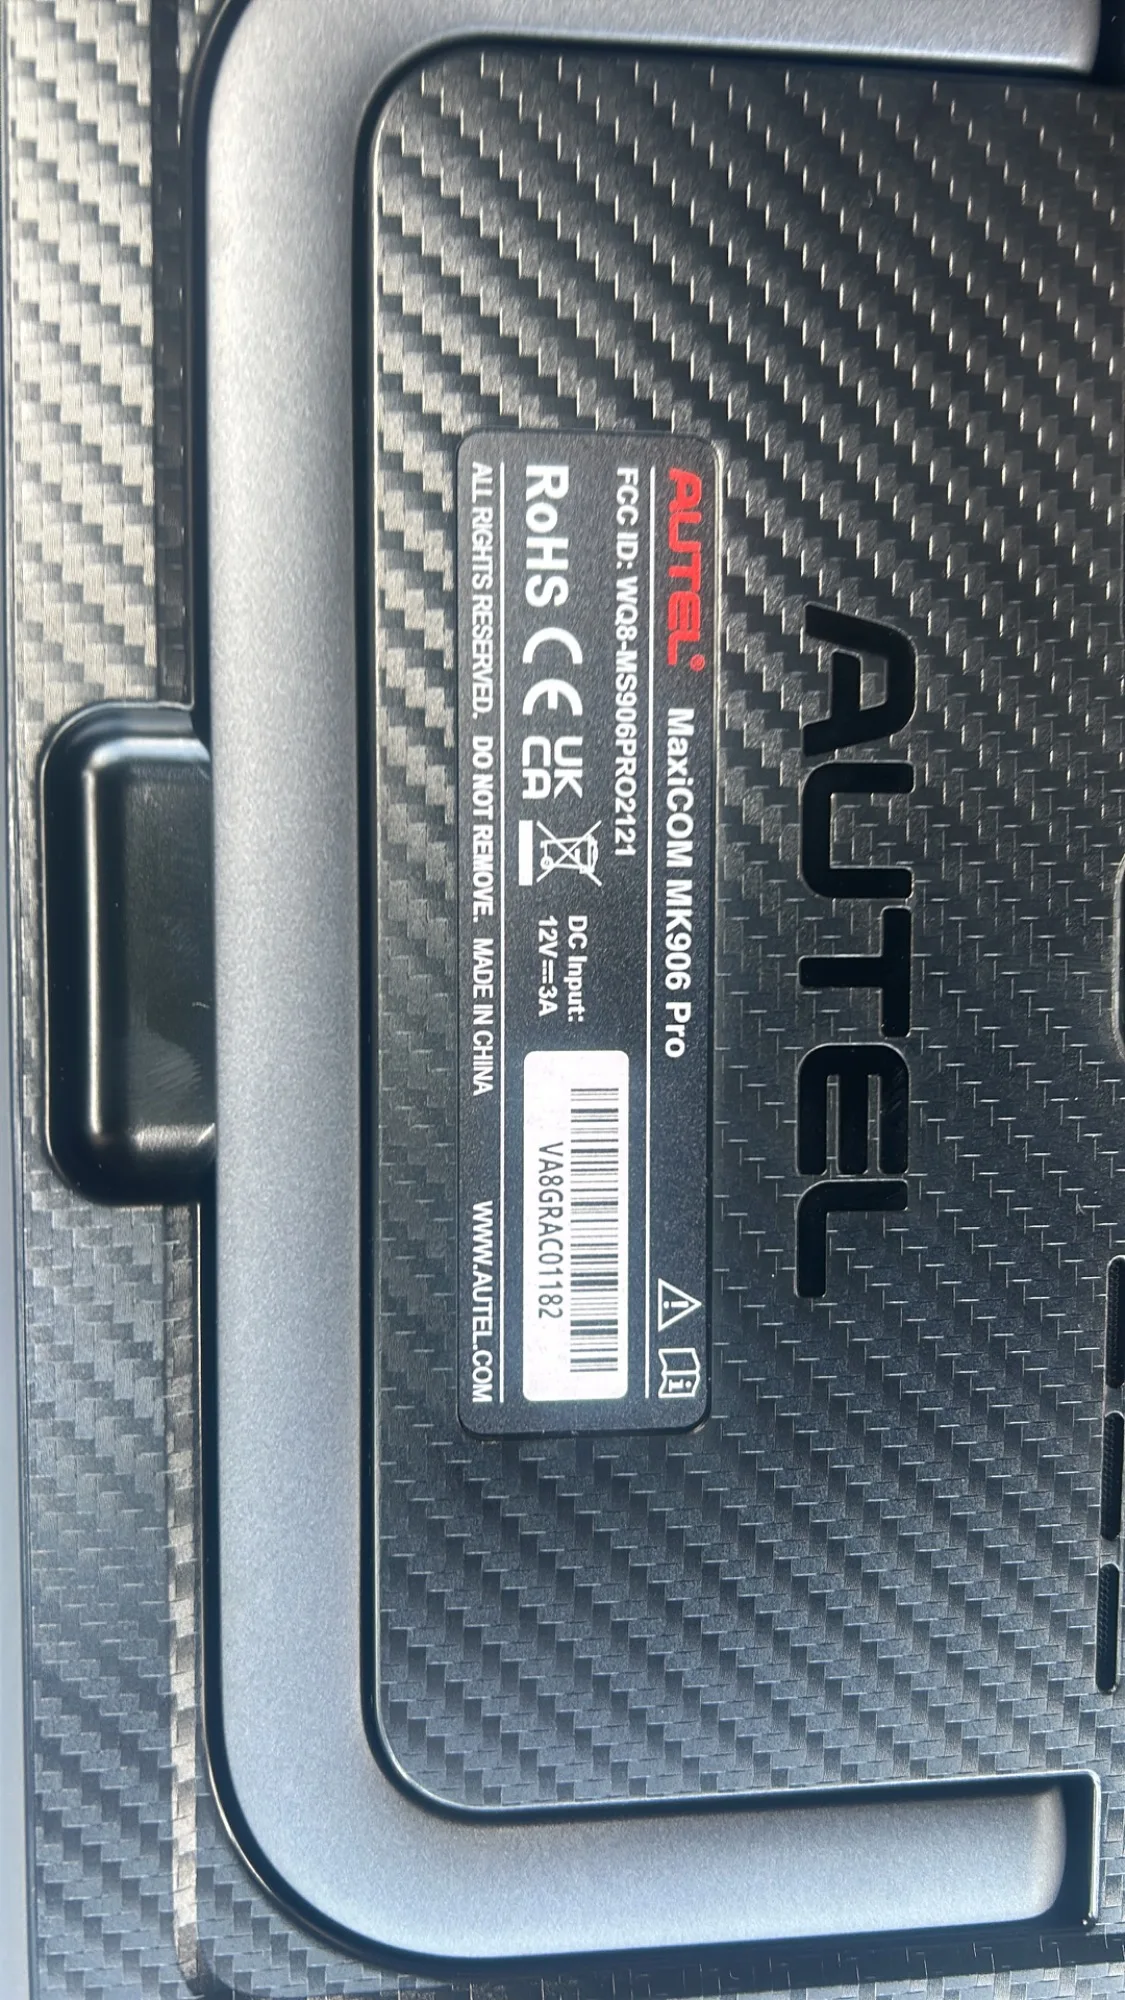 AUTEL
AUTEL® MaxiCOM MK906 Pro
FCC ID: WQ8-MS906PRO2121
RoHS CE UK CA
DC Input:
12V⎓3A
VA8GRAC01182
ALL RIGHTS RESERVED. DO NOT REMOVE. MADE IN CHINA WWW.AUTEL.COM